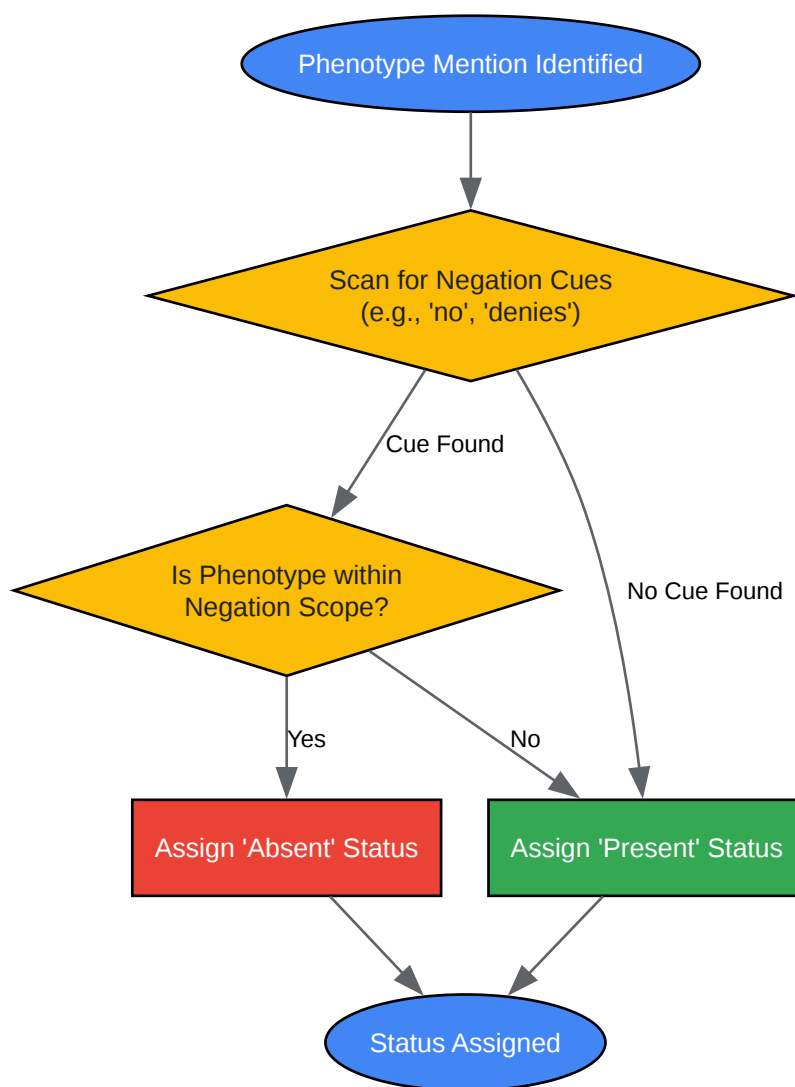 Phenotype Mention Identified
Scan for Negation Cues
(e.g., 'no', 'denies')
Cue Found
Is Phenotype within
Negation Scope?
No Cue Found
Yes
No
Assign 'Absent' Status
Assign 'Present' Status
Status Assigned